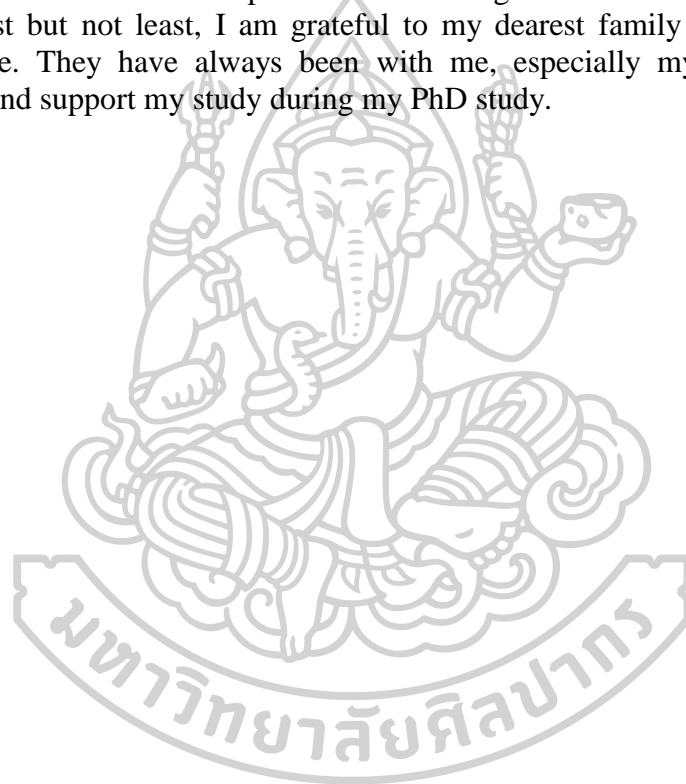 st but not least, I am grateful to my dearest family
e. They have always been with me, especially my
nd support my study during my PhD study.
มหาวิทยาลัยศิลปากร